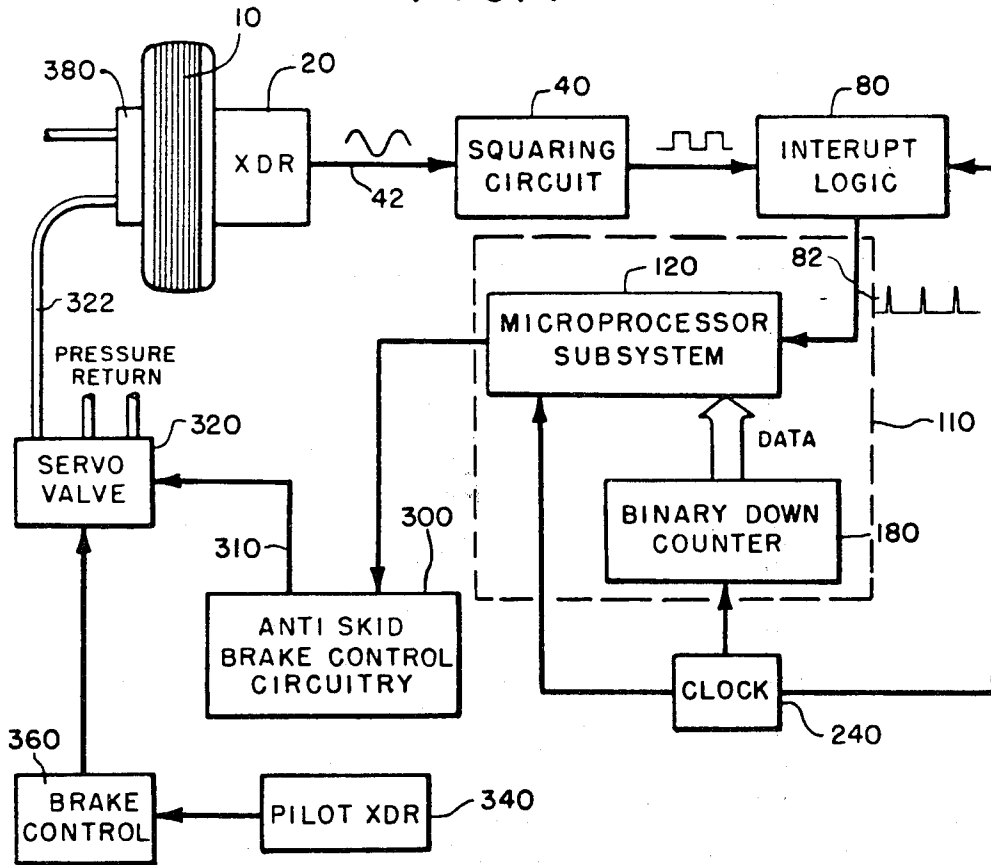 10
380
20
40
80
XDR
SQUARING
CIRCUIT
INTERUPT
LOGIC
42
120
82
322
MICROPROCESSOR
SUBSYSTEM
PRESSURE
RETURN
320
110
DATA
SERVO
VALVE
300
BINARY DOWN
COUNTER
180
310
ANTI SKID
BRAKE CONTROL
CIRCUITRY
CLOCK
240
360
BRAKE
CONTROL
PILOT XDR
340